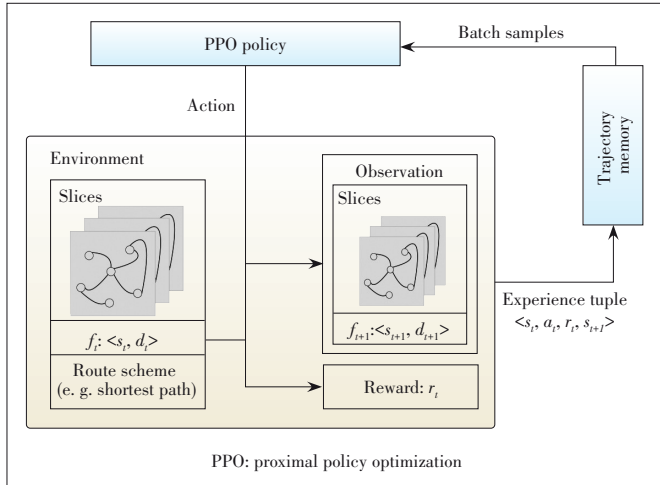 PPO policy
Batch samples
Action
Trajectory
memory
Environment
Slices
f_t: <s_t, d_t>
Route scheme
(e. g. shortest path)
Observation
Slices
f_{t+1}:<s_{t+1}, d_{t+1}>
Reward: r_t
Experience tuple
<s_t, a_t, r_t, s_{t+1}>
PPO: proximal policy optimization